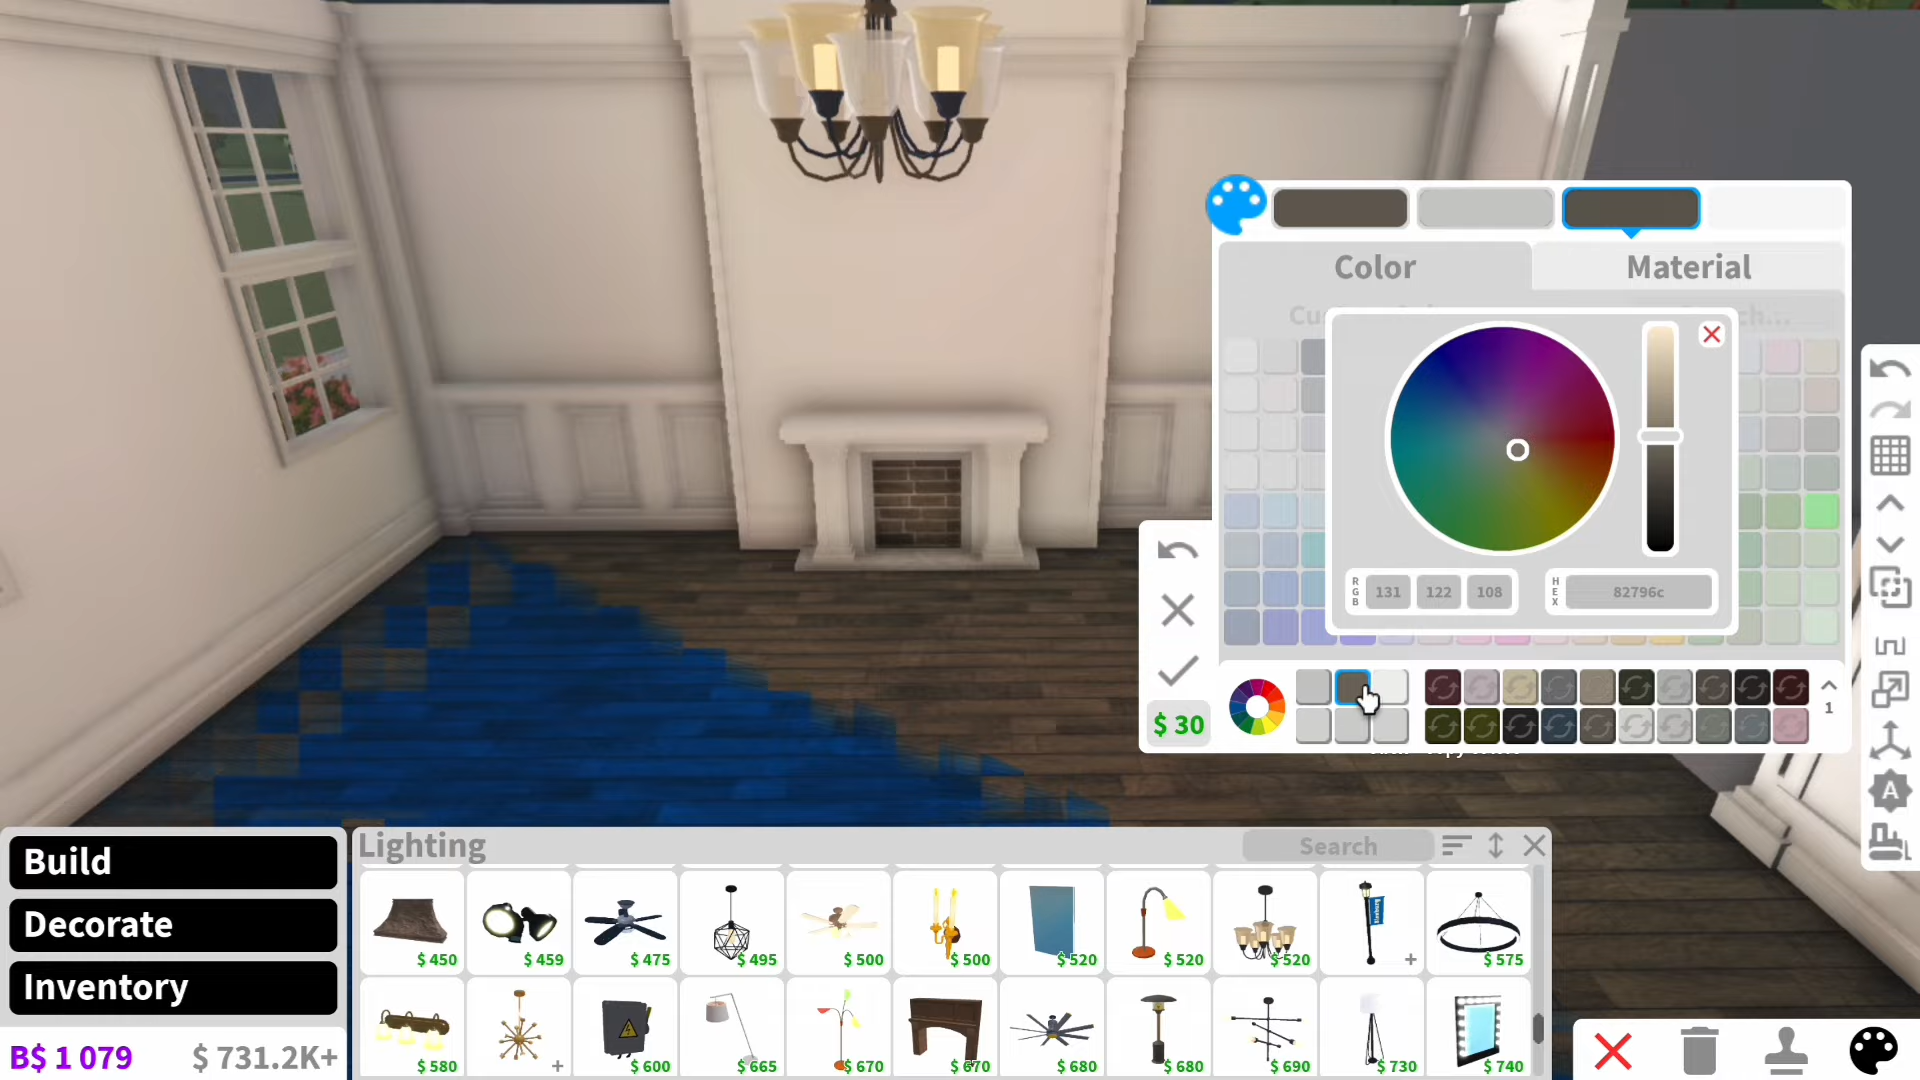 Color
Material
R
G
B
131
122
108
H
E
X
82796c
$ 30
1
A
Build
Decorate
Inventory
B$ 1 079
$ 731.2K+
Lighting
Search
$ 450
$ 459
$ 475
$ 495
$ 500
$ 500
$ 520
$ 520
$ 520
+
$ 575
$ 580
+
$ 600
$ 665
$ 670
$ 670
$ 680
$ 680
$ 690
$ 730
$ 740